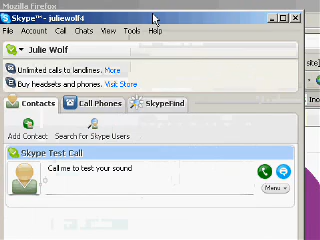 Mozilla Firefox
Skype™ - juliewolf4
File Account Call Chats View Tools Help
Julie Wolf
Unlimited calls to landlines. More
Buy headsets and phones. Visit Store
Contacts Call Phones SkypeFind
Add Contact Search for Skype Users
Skype Test Call
Call me to test your sound
Menu